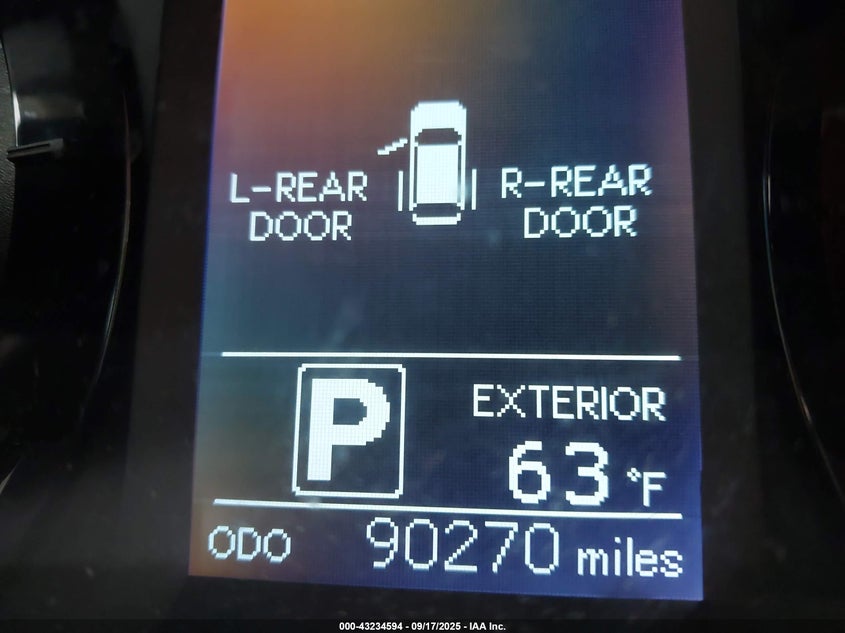 L-REAR DOOR
R-REAR DOOR
P
EXTERIOR
63 °F
ODO 90270 miles
000-43234594 - 09/17/2025 - IAA Inc.